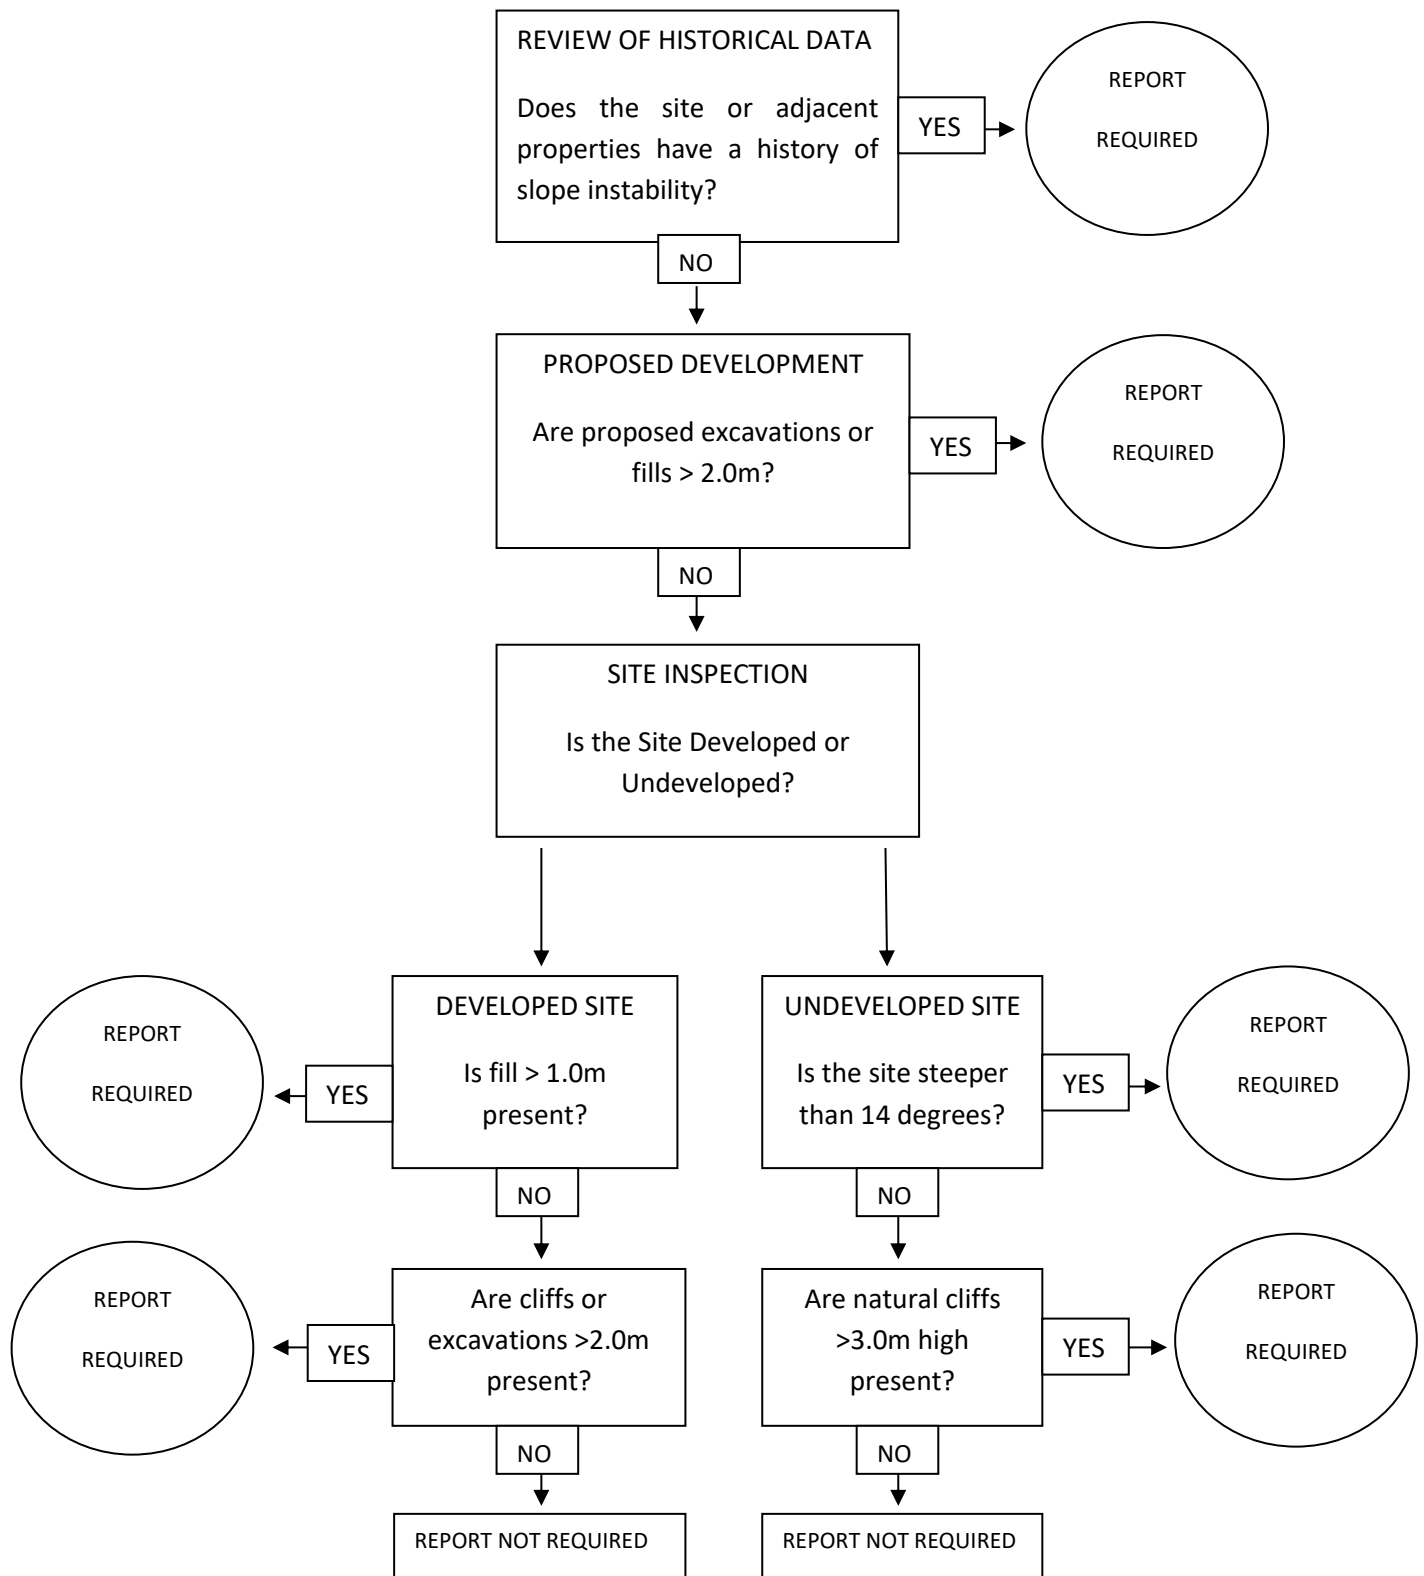 REVIEW OF HISTORICAL DATA
Does the site or adjacent
properties have a history of
slope instability?
YES
REPORT
REQUIRED
NO
PROPOSED DEVELOPMENT
Are proposed excavations or
fills > 2.0m?
YES
REPORT
REQUIRED
NO
SITE INSPECTION
Is the Site Developed or
Undeveloped?
DEVELOPED SITE
Is fill > 1.0m
present?
YES
REPORT
REQUIRED
NO
Are cliffs or
excavations >2.0m
present?
YES
REPORT
REQUIRED
NO
REPORT NOT REQUIRED
UNDEVELOPED SITE
Is the site steeper
than 14 degrees?
YES
REPORT
REQUIRED
NO
Are natural cliffs
>3.0m high
present?
YES
REPORT
REQUIRED
NO
REPORT NOT REQUIRED